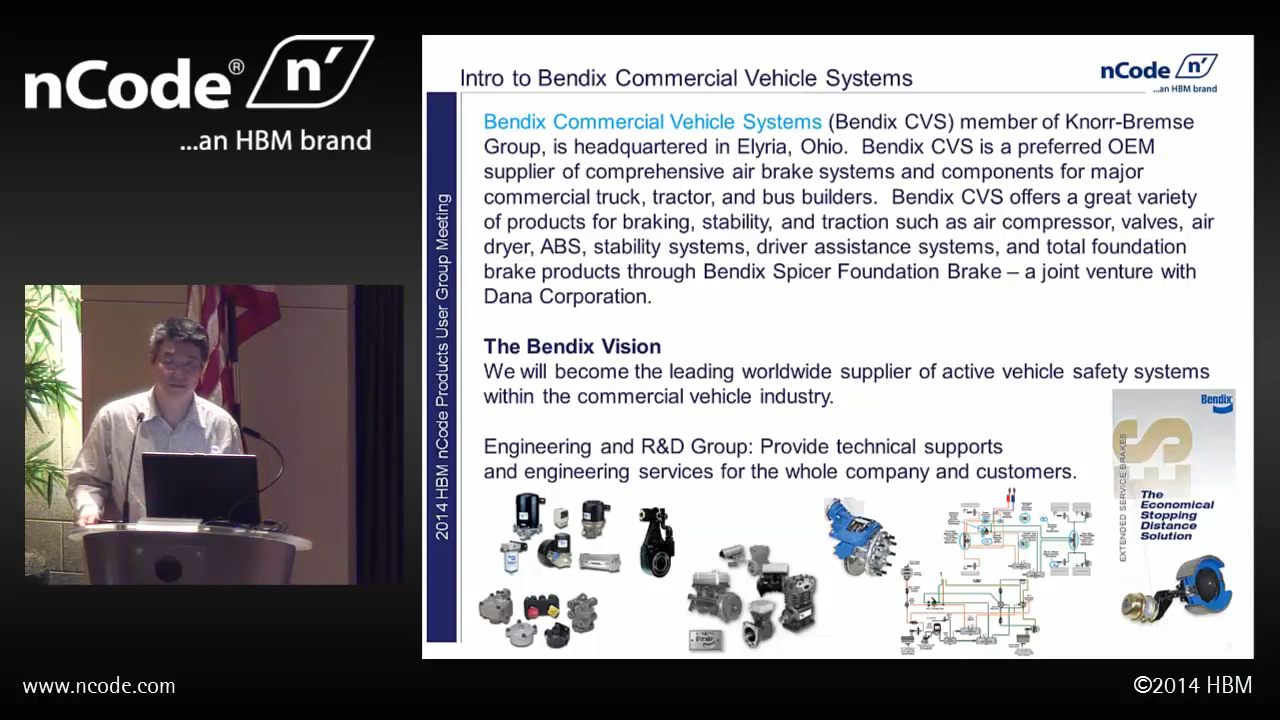 nCode® n'
...an HBM brand
Intro to Bendix Commercial Vehicle Systems
nCode n'
...an HBM brand
2014 HBM nCode Products User Group Meeting
Bendix Commercial Vehicle Systems (Bendix CVS) member of Knorr-Bremse
Group, is headquartered in Elyria, Ohio. Bendix CVS is a preferred OEM
supplier of comprehensive air brake systems and components for major
commercial truck, tractor, and bus builders. Bendix CVS offers a great variety
of products for braking, stability, and traction such as air compressor, valves, air
dryer, ABS, stability systems, driver assistance systems, and total foundation
brake products through Bendix Spicer Foundation Brake – a joint venture with
Dana Corporation.
The Bendix Vision
We will become the leading worldwide supplier of active vehicle safety systems
within the commercial vehicle industry.
Engineering and R&D Group: Provide technical supports
and engineering services for the whole company and customers.
Bendix
ES
EXTENDED SERVICE BRAKES
The
Economical
Stopping
Distance
Solution
Bendix
www.ncode.com
©2014 HBM